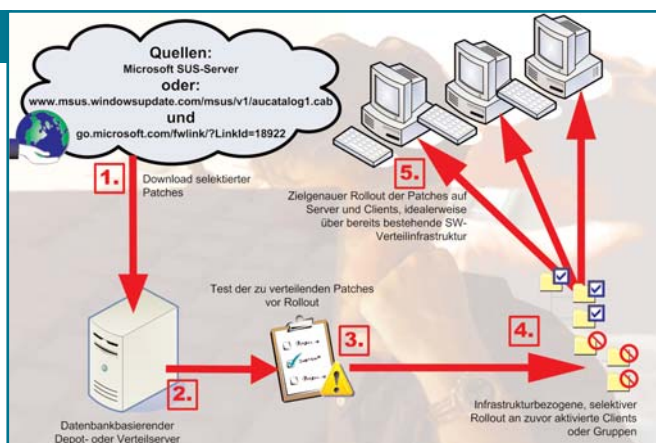 Quellen:
Microsoft SUS-Server
oder:
www.msus.windowsupdate.com/msus/v1/aucatalog1.cab
und
go.microsoft.com/fwlink/?LinkId=18922
1.
Download selektierter
Patches
5.
Zielgenauer Rollout der Patches auf
Server und Clients, idealerweise
über bereits bestehende SW-
Verteilinfrastruktur
Test der zu verteilenden Patches
vor Rollout
2.
3.
4.
Datenbankbasierender
Depot- oder Verteilserver
Infrastrukturbezogene, selektiver
Rollout an zuvor aktivierte Clients
oder Gruppen